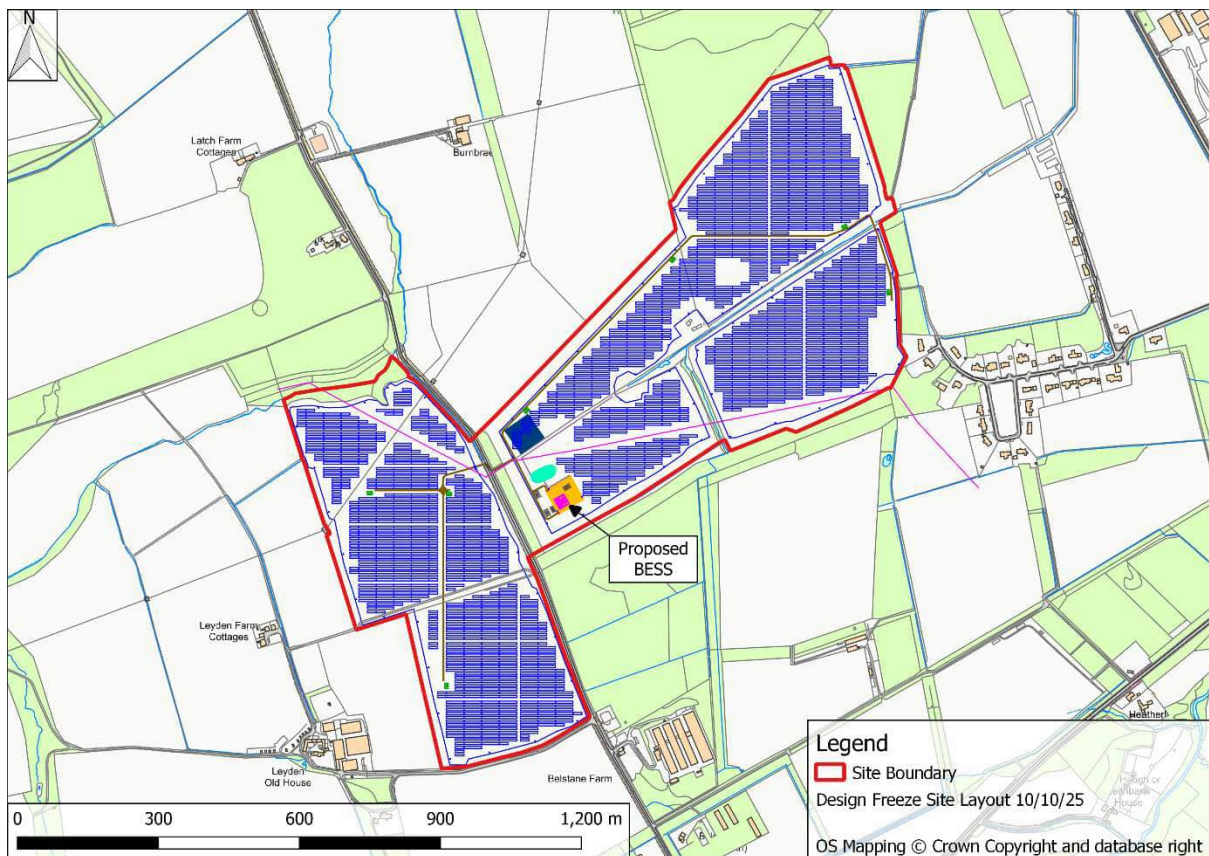 N
Latch Farm
Cottages
Burnbrae
Proposed
BESS
Leyden Farm
Cottages
Leyden
Old House
Belstane Farm
Legend
Site Boundary
Design Freeze Site Layout 10/10/25
OS Mapping © Crown Copyright and database right
0 300 600 900 1,200 m